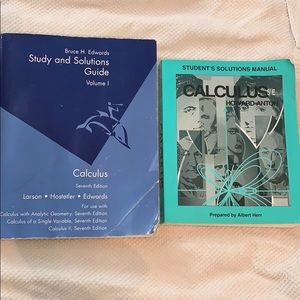 Bruce H. Edwards
Study and Solutions
Guide
Volume I
Calculus
Seventh Edition
Larson • Hostetler • Edwards
For use with
Calculus with Analytic Geometry, Seventh Edition
Calculus of a Single Variable, Seventh Edition
Calculus I, Seventh Edition
STUDENT'S SOLUTIONS MANUAL
CALCULUS
HOWARD ANTON
Prepared by Albert Herr